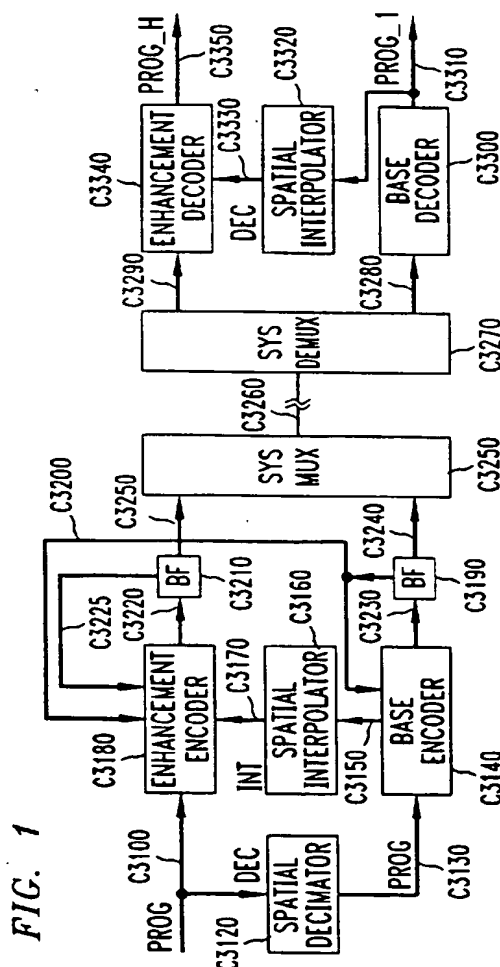 FIG. 1
PROG
C3100
DEC
C3120
SPATIAL
DECIMATOR
PROG
C3130
C3180
ENHANCEMENT
ENCODER
INT
C3170
SPATIAL
INTERPOLATOR
C3160
C3150
BASE
ENCODER
C3140
C3225
C3220
BF
C3210
C3200
C3250
C3230
BF
C3190
C3240
SYS
MUX
C3250
C3260
SYS
DEMUX
C3270
C3290
C3280
C3340
ENHANCEMENT
DECODER
DEC
C3330
SPATIAL
INTERPOLATOR
C3320
BASE
DECODER
C3300
PROG_H
C3350
PROG_1
C3310